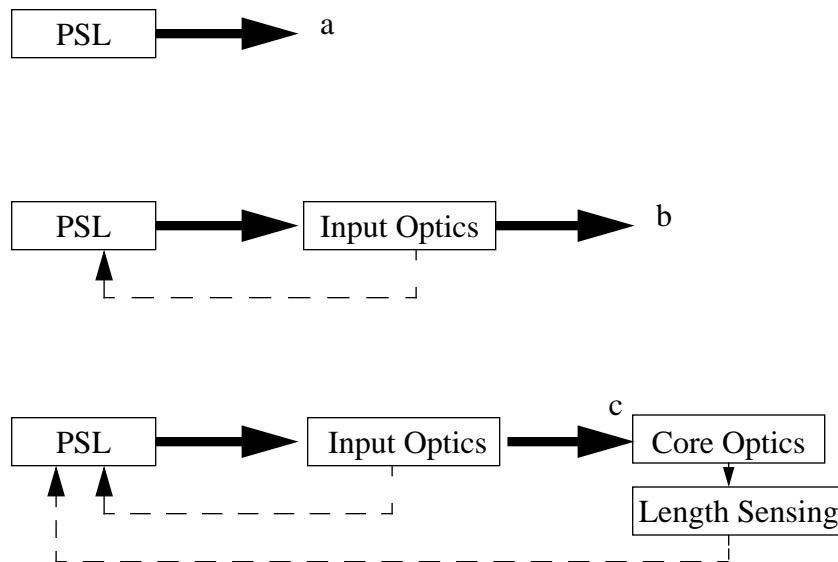 PSL
a
PSL
Input Optics
b
PSL
Input Optics
c
Core Optics
Length Sensing